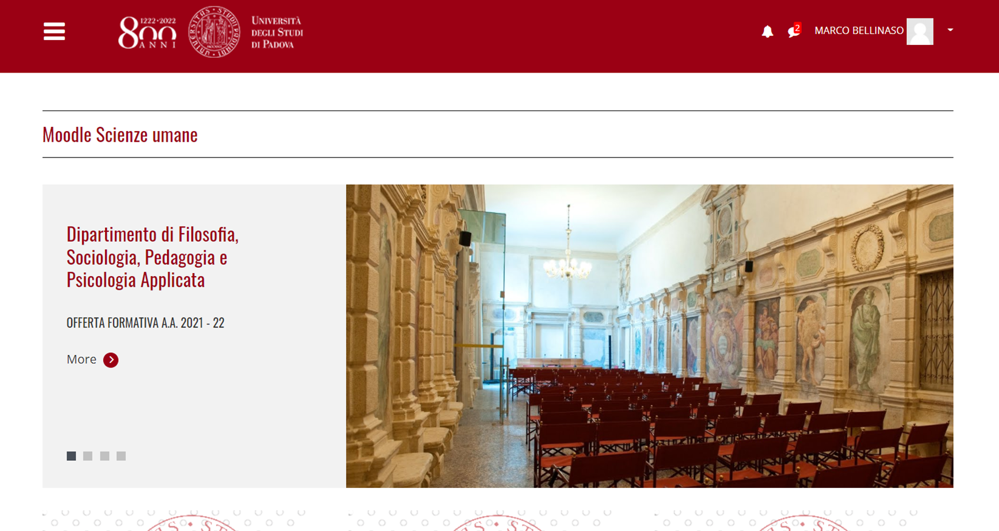 1222·2022
800
ANNI
UNIVERSITÀ
DEGLI STUDI
DI PADOVA
2
MARCO BELLINASO
Moodle Scienze umane
Dipartimento di Filosofia,
Sociologia, Pedagogia e
Psicologia Applicata
OFFERTA FORMATIVA A.A. 2021 - 22
More